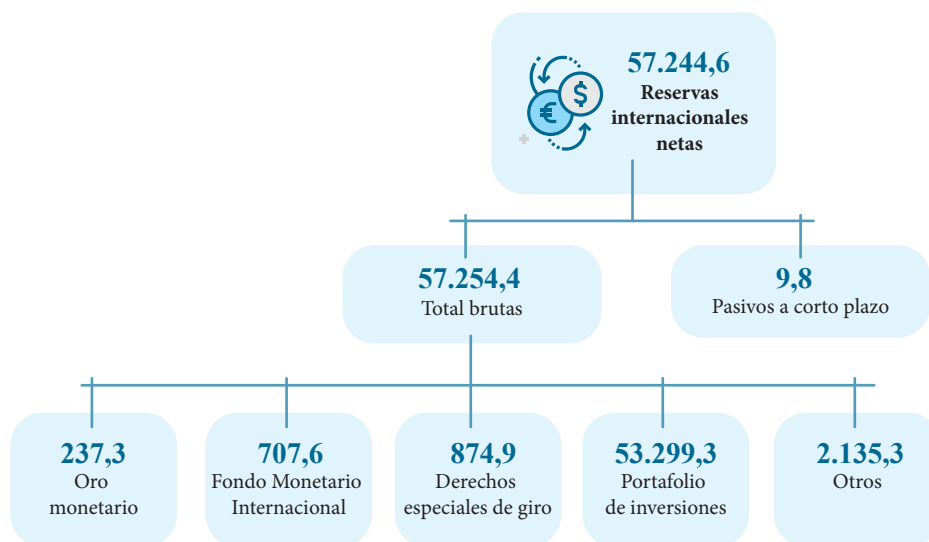 57.244,6
Reservas
internacionales
netas
57.254,4
Total brutas
9,8
Pasivos a corto plazo
237,3
Oro
monetario
707,6
Fondo Monetario
Internacional
874,9
Derechos
especiales de giro
53.299,3
Portafolio
de inversiones
2.135,3
Otros